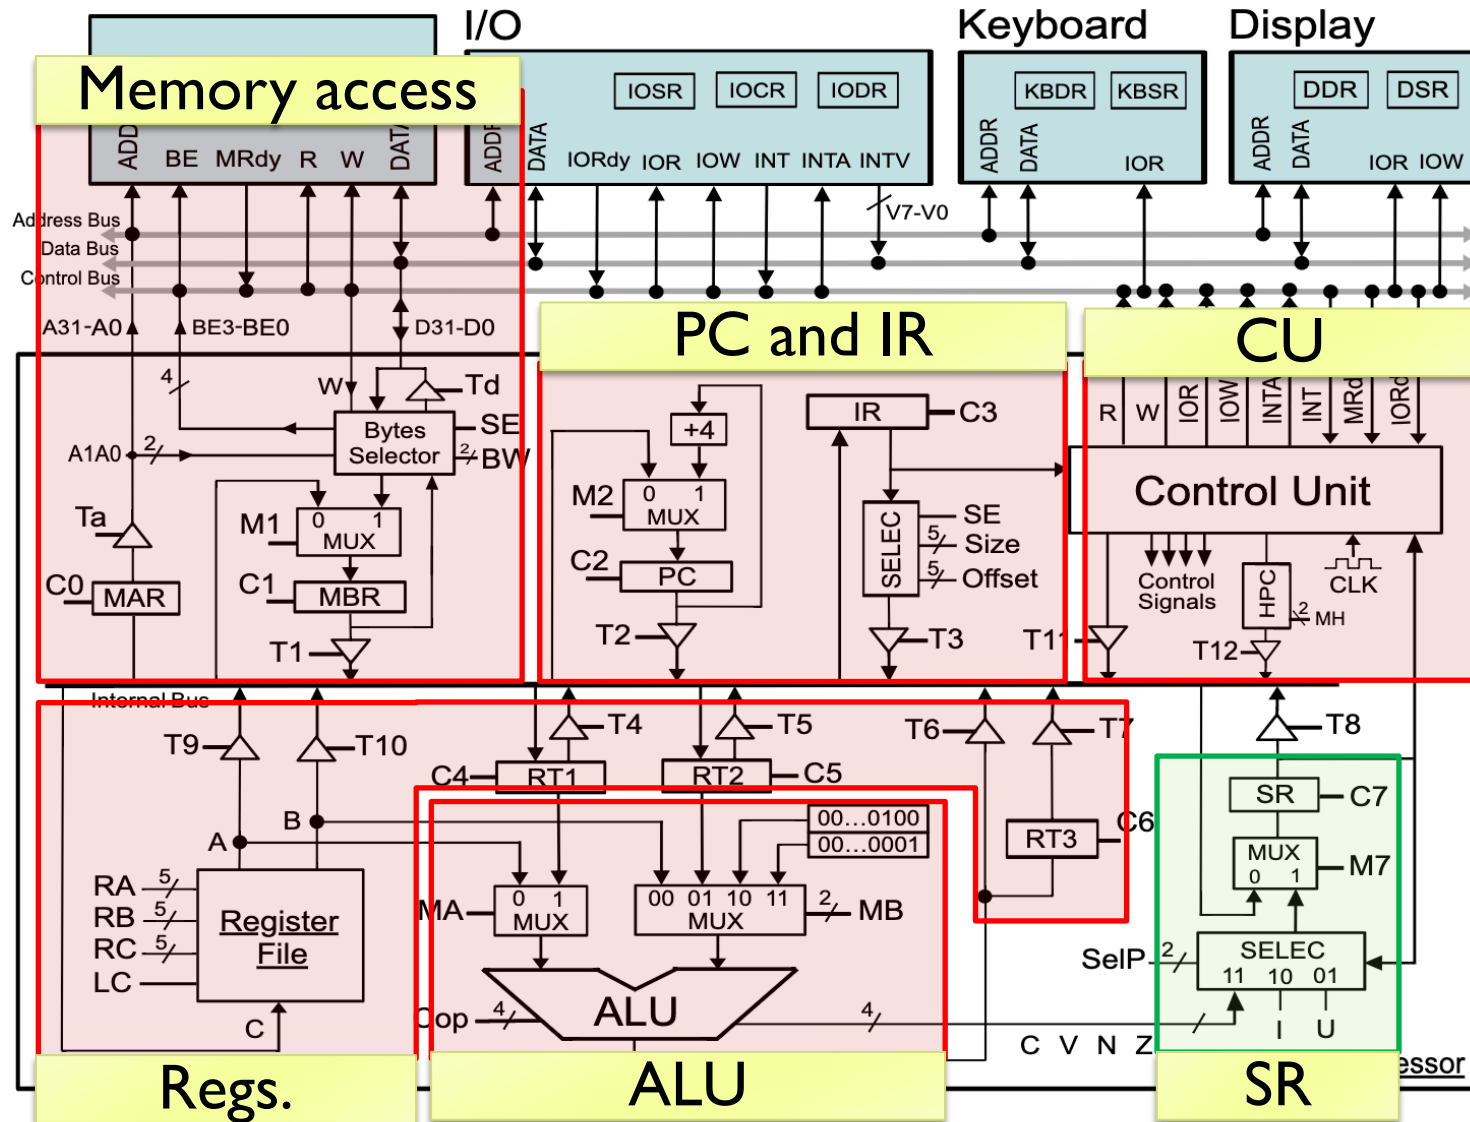 I/O
Keyboard
Display
Memory access
IOSR
IOCR
IODR
KBDR
KBSR
DDR
DSR
BE
MRdy
R
W
DATA
ADDR
DATA
IORdy
IOR
IOW
INT
INTA
INTV
ADDR
DATA
IOR
ADDR
DATA
IOR
IOW
V7-V0
Address Bus
Data Bus
Control Bus
A31-A0
BE3-BE0
D31-D0
PC and IR
CU
4
W
Td
SE
Bytes
Selector
2
BW
A1A0
2
Ta
M1
0
1
MUX
C0
MAR
C1
MBR
T1
+4
M2
0
1
MUX
C2
PC
T2
IR
C3
SELEC
SE
5
Size
5
Offset
T3
R
W
IOR
IOW
INTA
INT
Control Unit
Control
Signals
HPC
CLK
2
MH
T11
T12
Internal Bus
T9
T10
T4
T5
T6
T7
T8
C4
RT1
RT2
C5
SR
C7
B
A
00...0100
00...0001
RT3
C6
MUX
0
1
M7
RA
5
RB
5
RC
5
LC
Register
File
MA
0
1
MUX
00
01
10
11
MUX
2
MB
SelP
2
SELEC
11
10
01
ALU
4
4
C
C V N Z
I
U
Regs.
ALU
SR